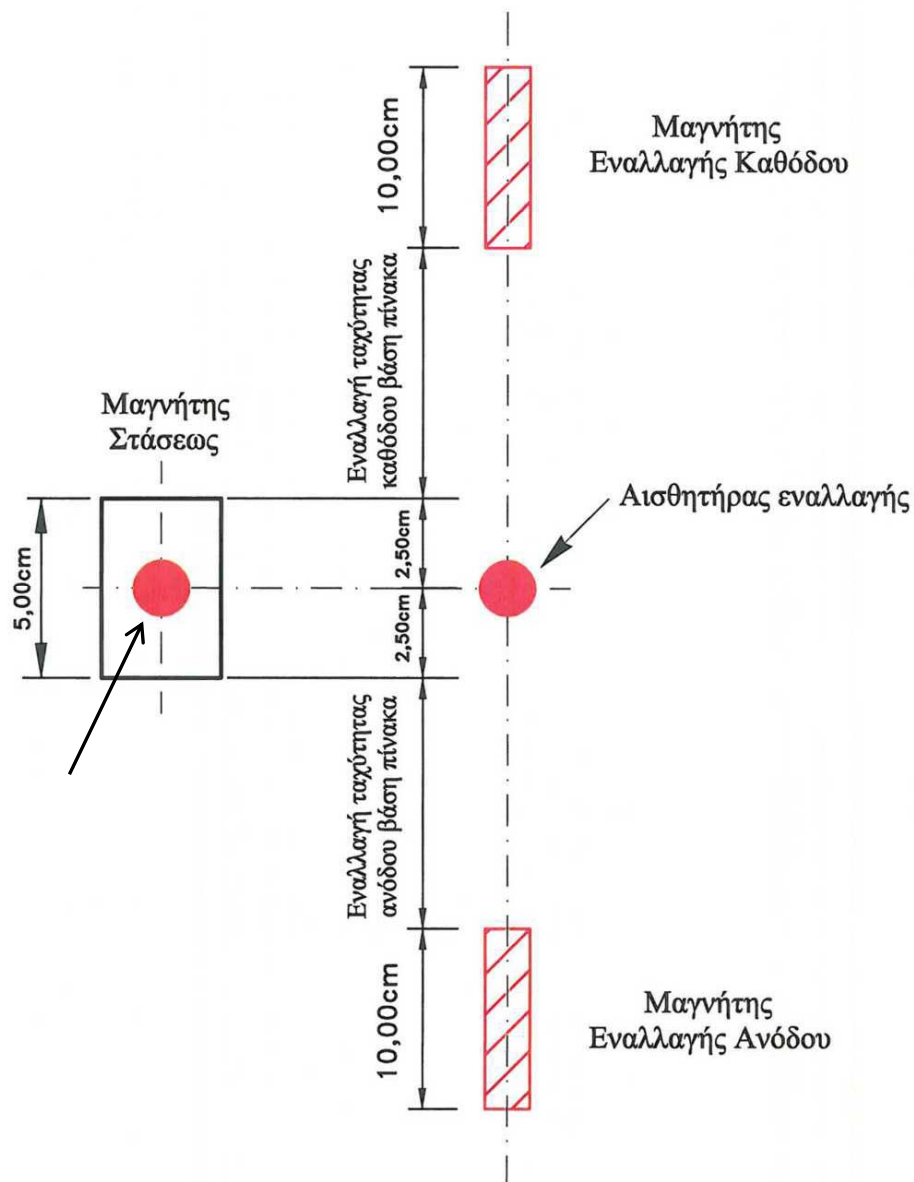 10,00cm
Μαγνήτης
Εναλλαγής Καθόδου
Εναλλαγή ταχύτητας
καθόδου βάση πίνακα
Μαγνήτης
Στάσεως
Αισθητήρας εναλλαγής
5,00cm
2,50cm
2,50cm
Εναλλαγή ταχύτητας
ανόδου βάση πίνακα
10,00cm
Μαγνήτης
Εναλλαγής Ανόδου